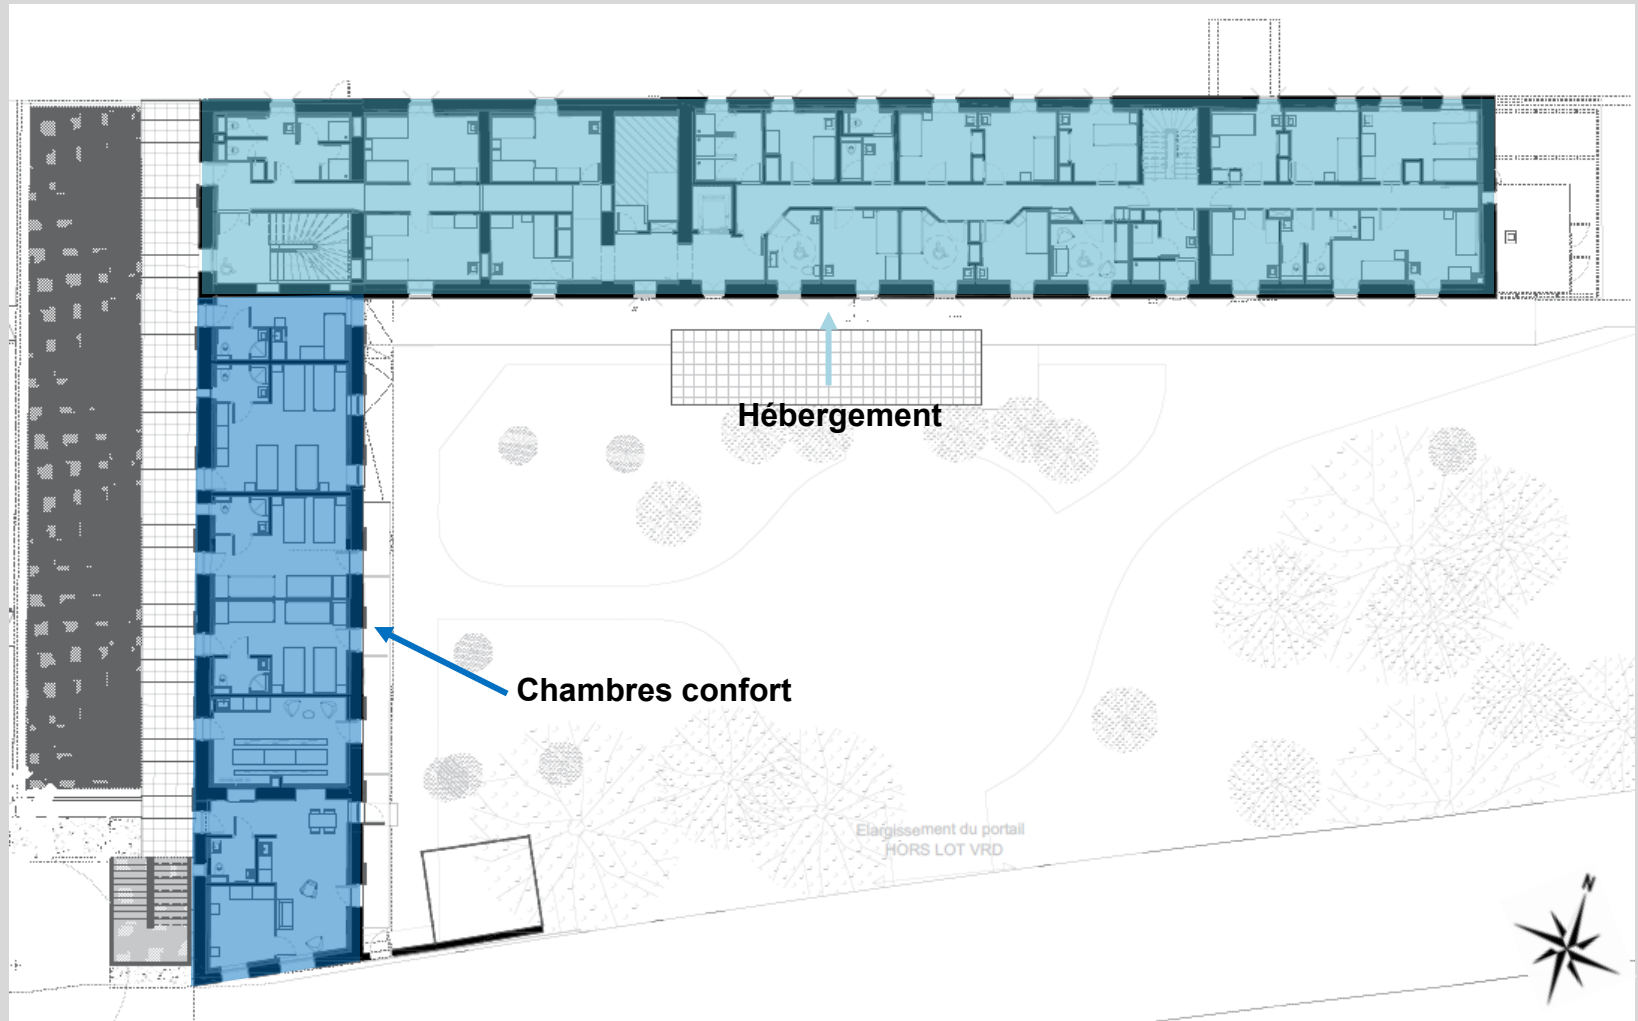 Hébergement
Chambres confort
Elargissement du portail
HORS LOT VRD
N